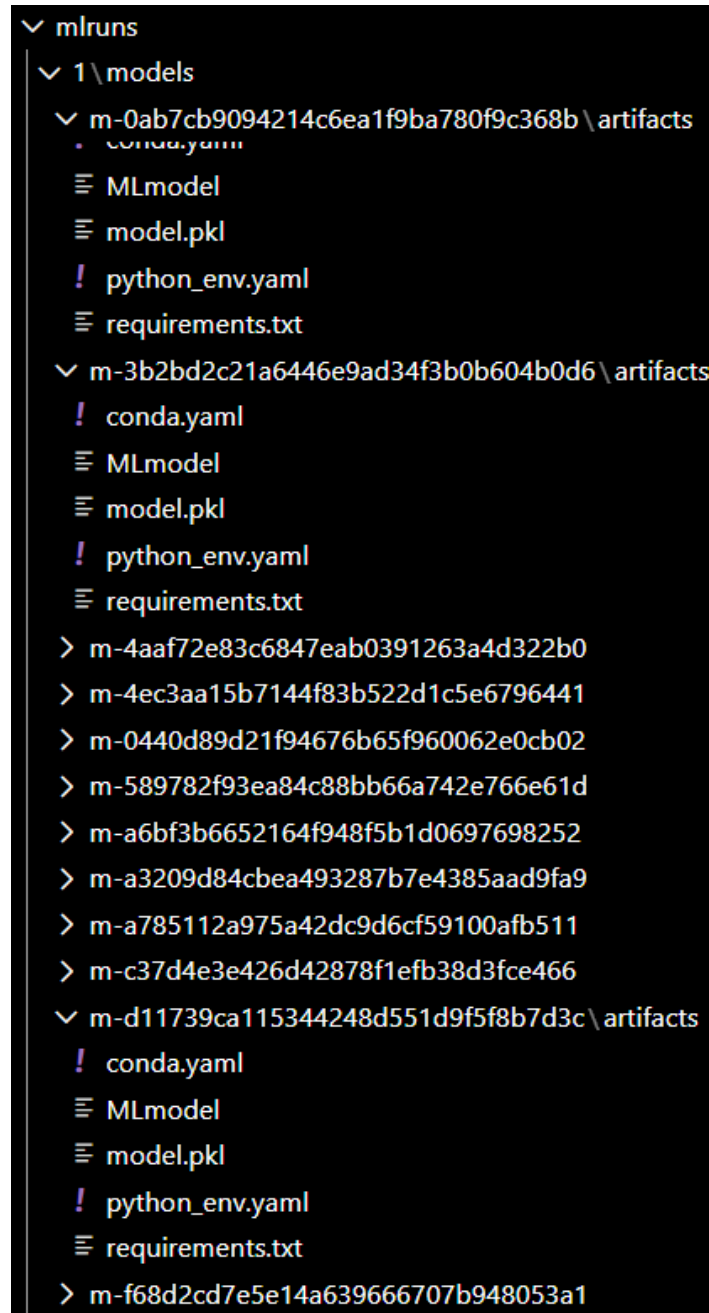 mlruns
1\models
m-0ab7cb9094214c6ea1f9ba780f9c368b\artifacts
conda.yaml
MLmodel
model.pkl
! python_env.yaml
requirements.txt
m-3b2bd2c21a6446e9ad34f3b0b604b0d6\artifacts
! conda.yaml
MLmodel
model.pkl
! python_env.yaml
requirements.txt
m-4aaf72e83c6847eab0391263a4d322b0
m-4ec3aa15b7144f83b522d1c5e6796441
m-0440d89d21f94676b65f960062e0cb02
m-589782f93ea84c88bb66a742e766e61d
m-a6bf3b6652164f948f5b1d0697698252
m-a3209d84cbea493287b7e4385aad9fa9
m-a785112a975a42dc9d6cf59100afb511
m-c37d4e3e426d42878f1efb38d3fce466
m-d11739ca115344248d551d9f5f8b7d3c\artifacts
! conda.yaml
MLmodel
model.pkl
! python_env.yaml
requirements.txt
m-f68d2cd7e5e14a639666707b948053a1